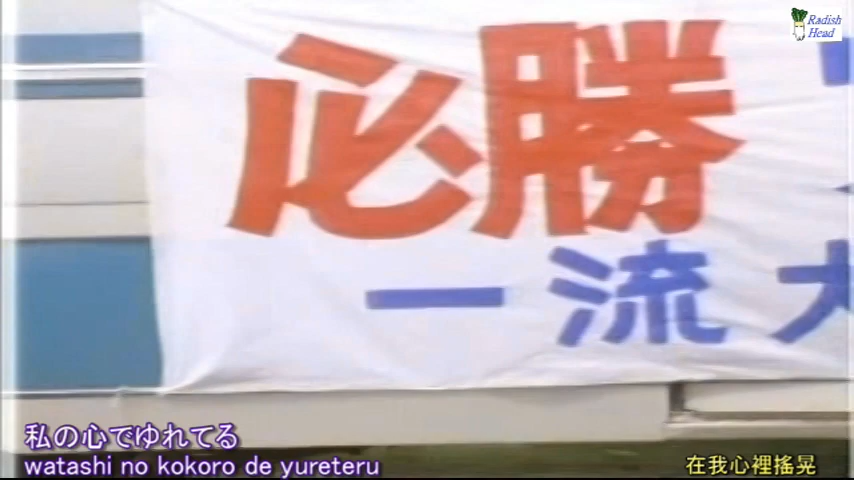 Radish
Head
必勝
一流
私の心でゆれてる
watashi no kokoro de yureteru
在我心裡搖晃